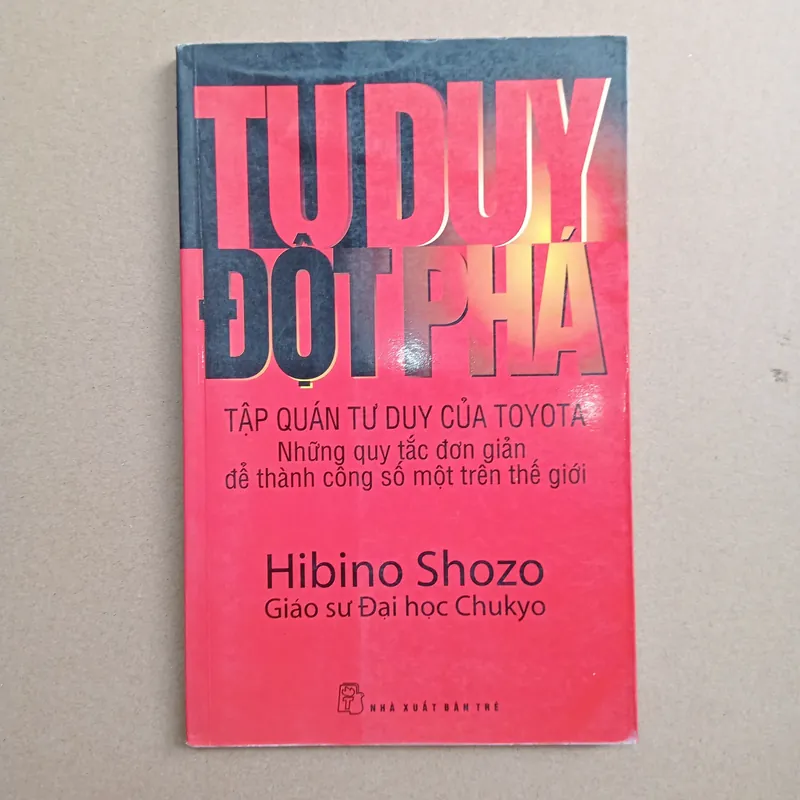 TƯ DUY
ĐỘT PHÁ
TẬP QUÁN TƯ DUY CỦA TOYOTA
Những quy tắc đơn giản
để thành công số một trên thế giới
Hibino Shozo
Giáo sư Đại học Chukyo
NHÀ XUẤT BẢN TRẺ